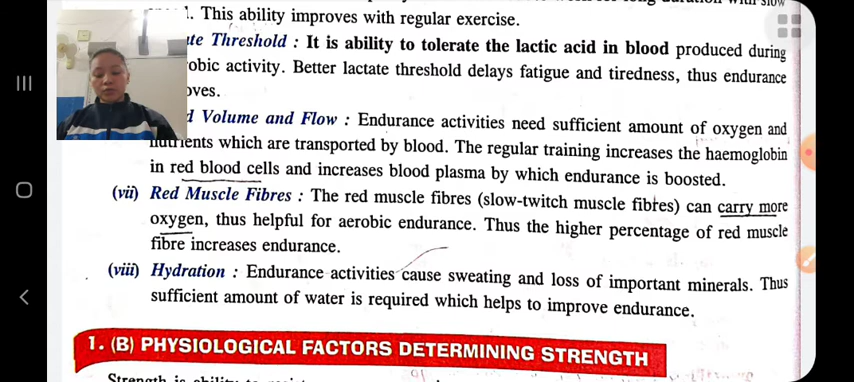 l. This ability improves with regular exercise.
te Threshold : It is ability to tolerate the lactic acid in blood produced during
obic activity. Better lactate threshold delays fatigue and tiredness, thus endurance
oves.
d Volume and Flow : Endurance activities need sufficient amount of oxygen and
nutrients which are transported by blood. The regular training increases the haemoglobin
in red blood cells and increases blood plasma by which endurance is boosted.
(vii) Red Muscle Fibres : The red muscle fibres (slow-twitch muscle fibres) can carry more
oxygen, thus helpful for aerobic endurance. Thus the higher percentage of red muscle
fibre increases endurance.
(viii) Hydration : Endurance activities cause sweating and loss of important minerals. Thus
sufficient amount of water is required which helps to improve endurance.
1. (B) PHYSIOLOGICAL FACTORS DETERMINING STRENGTH
Strength is ability to